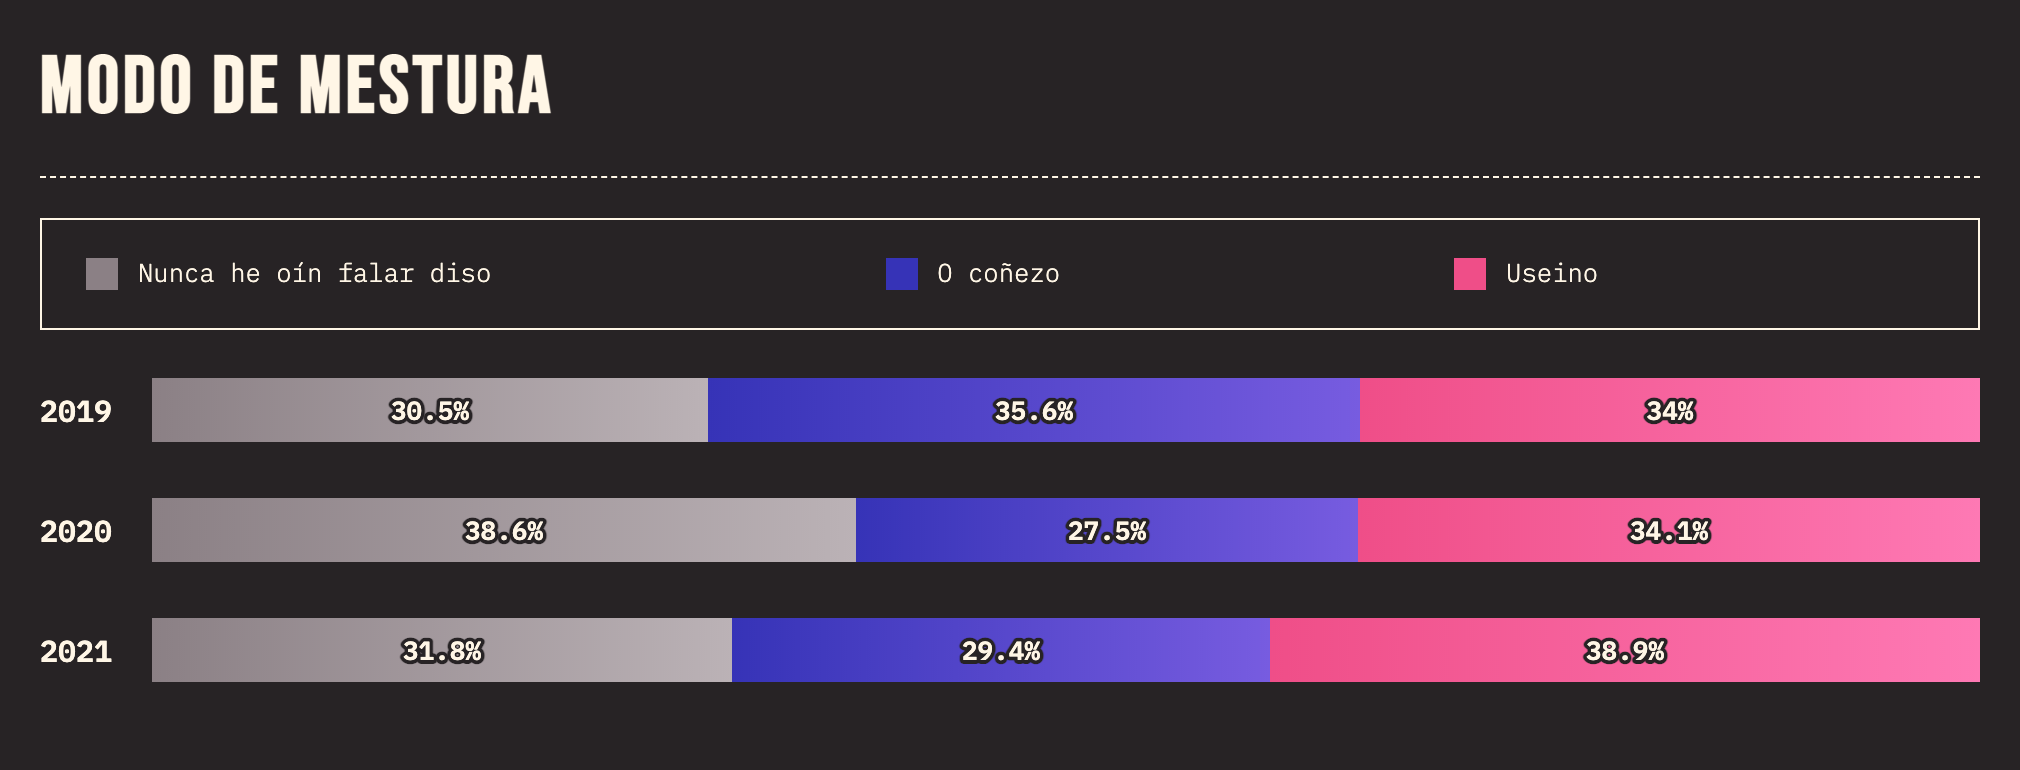 MODO DE MESTURA
Nunca he oín falar diso O coñezo Useino
2019 30.5% 35.6% 34%
2020 38.6% 27.5% 34.1%
2021 31.8% 29.4% 38.9%